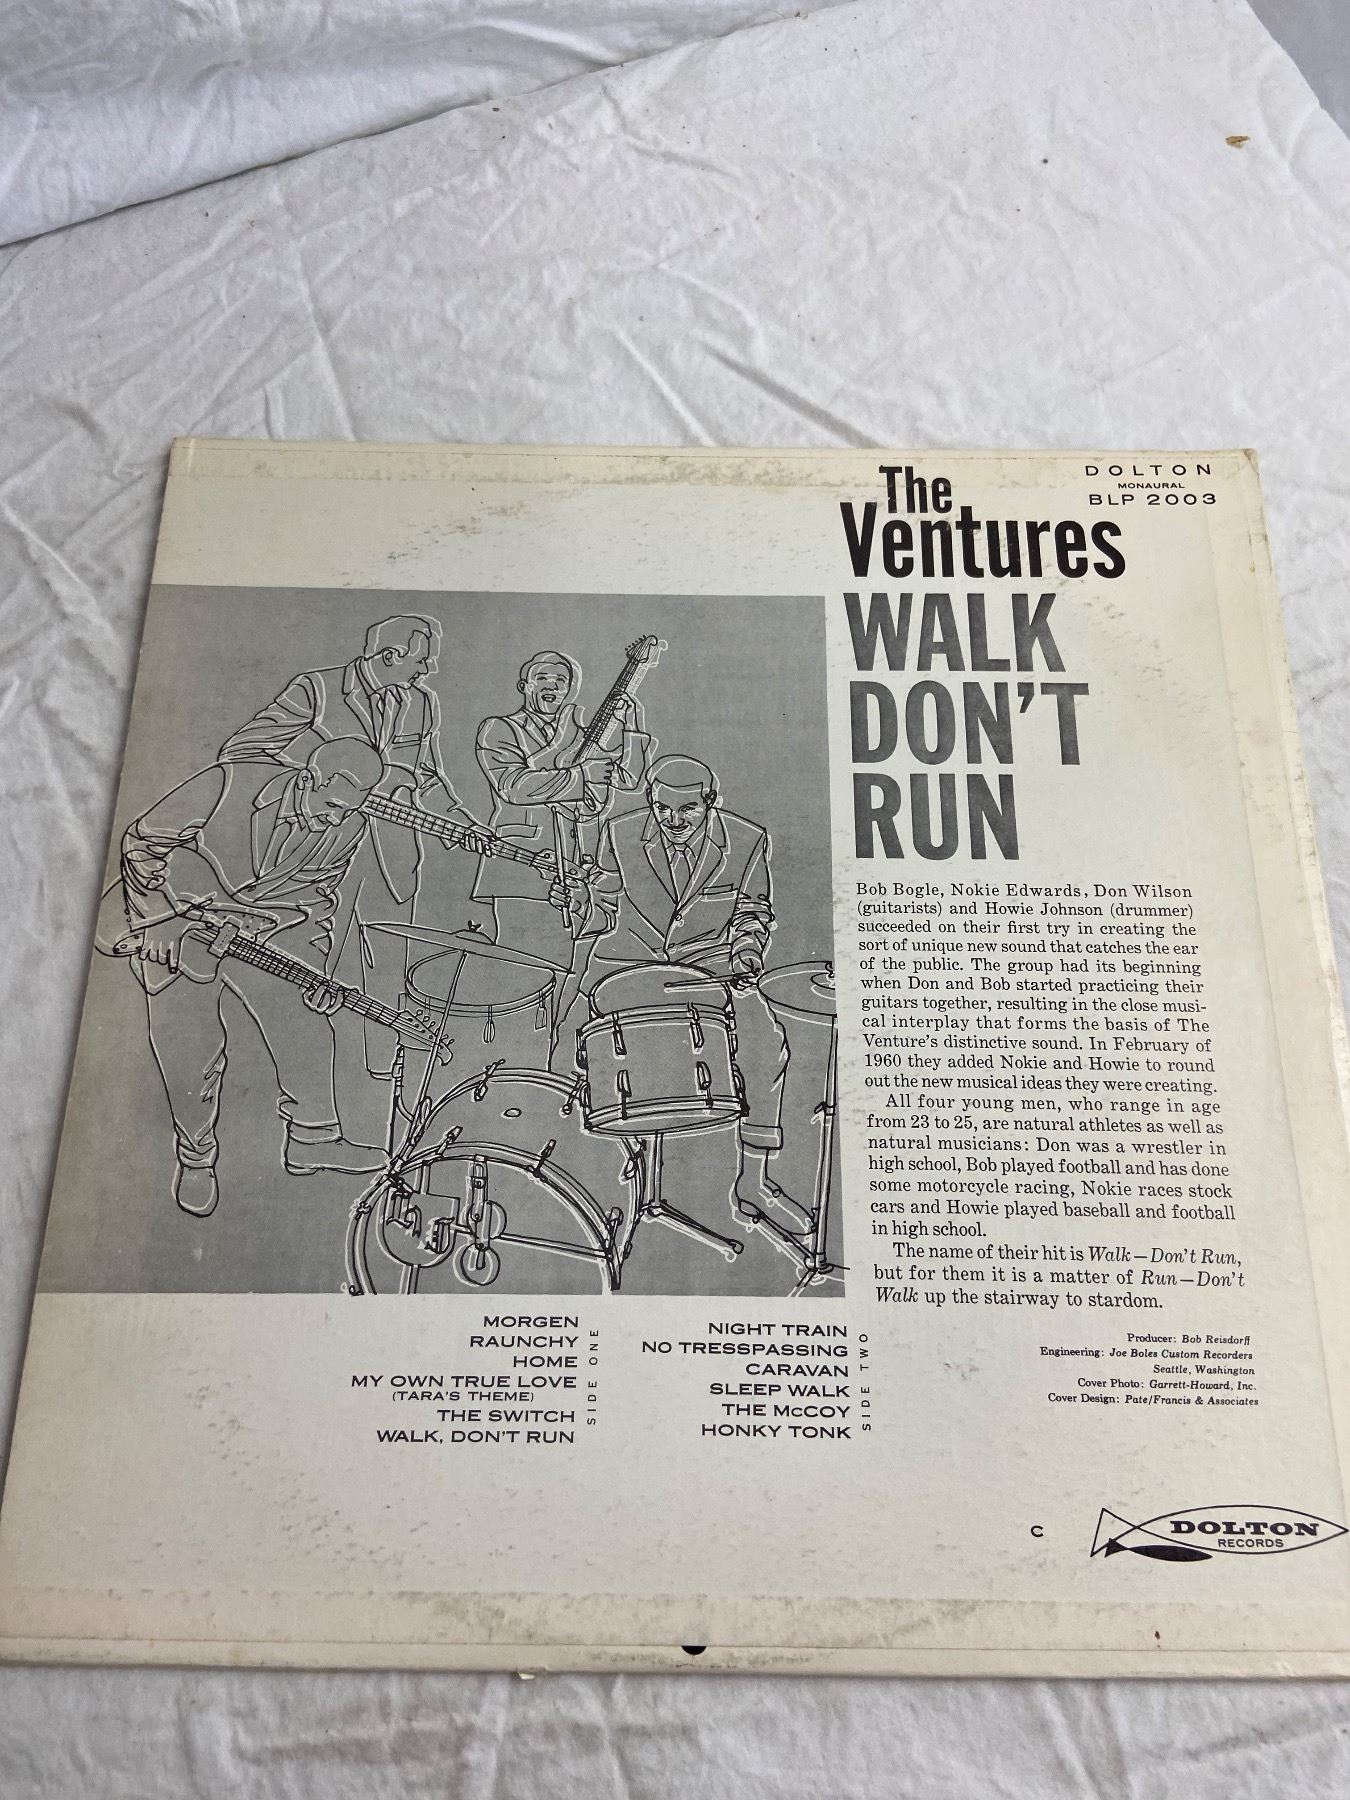 DOLTON
MONAURAL
BLP 2003
The
Ventures
WALK
DON'T
RUN
Bob Bogle, Nokie Edwards, Don Wilson
(guitarists) and Howie Johnson (drummer)
succeeded on their first try in creating the
sort of unique new sound that catches the ear
of the public. The group had its beginning
when Don and Bob started practicing their
guitars together, resulting in the close musi-
cal interplay that forms the basis of The
Venture's distinctive sound. In February of
1960 they added Nokie and Howie to round
out the new musical ideas they were creating.
All four young men, who range in age
from 23 to 25, are natural athletes as well as
natural musicians: Don was a wrestler in
high school, Bob played football and has done
some motorcycle racing, Nokie races stock
cars and Howie played baseball and football
in high school.
The name of their hit is Walk—Don't Run,
but for them it is a matter of Run—Don't
Walk up the stairway to stardom.
MORGEN
RAUNCHY
HOME
MY OWN TRUE LOVE
(TARA'S THEME)
THE SWITCH
WALK, DON'T RUN
SIDE ONE
NIGHT TRAIN
NO TRESSPASSING
CARAVAN
SLEEP WALK
THE McCOY
HONKY TONK
SIDE TWO
Producer: Bob Reisdorff
Engineering: Joe Boles Custom Recorders
Seattle, Washington
Cover Photo: Garrett-Howard, Inc.
Cover Design: Pate/Francis & Associates
C
DOLTON
RECORDS